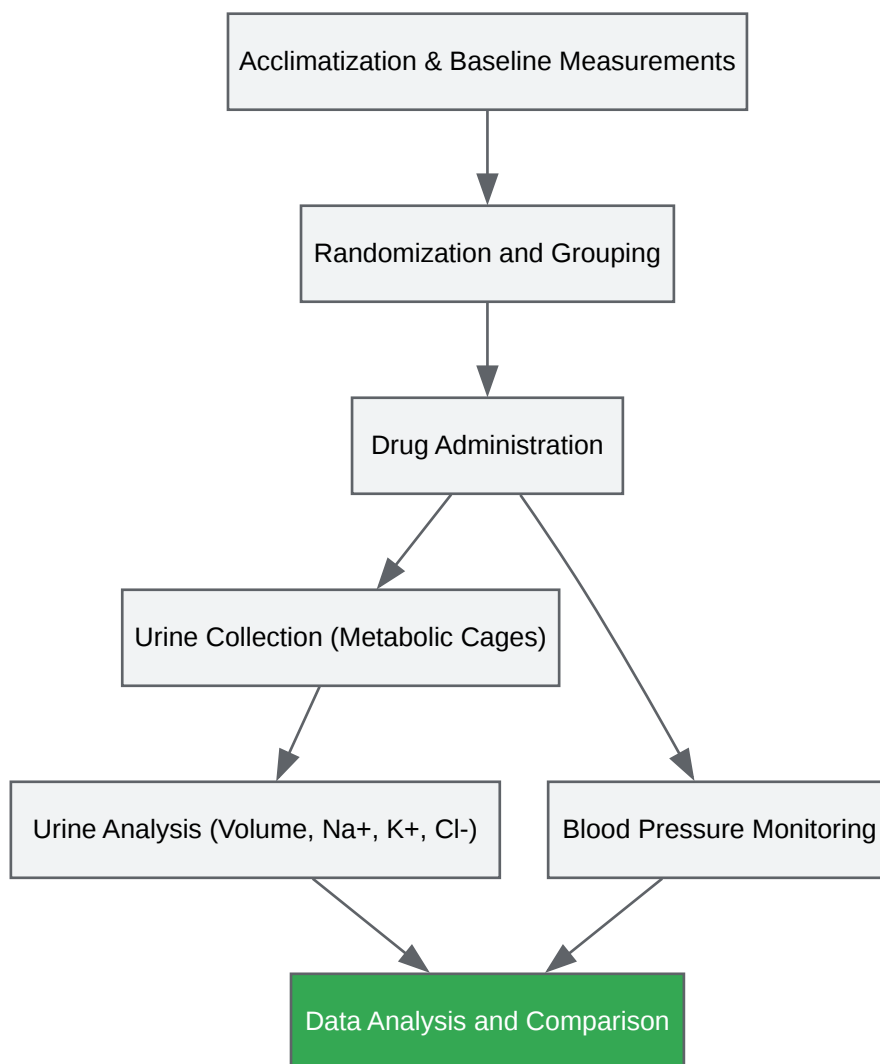 Acclimatization & Baseline Measurements
Randomization and Grouping
Drug Administration
Urine Collection (Metabolic Cages)
Urine Analysis (Volume, Na+, K+, Cl-)
Blood Pressure Monitoring
Data Analysis and Comparison